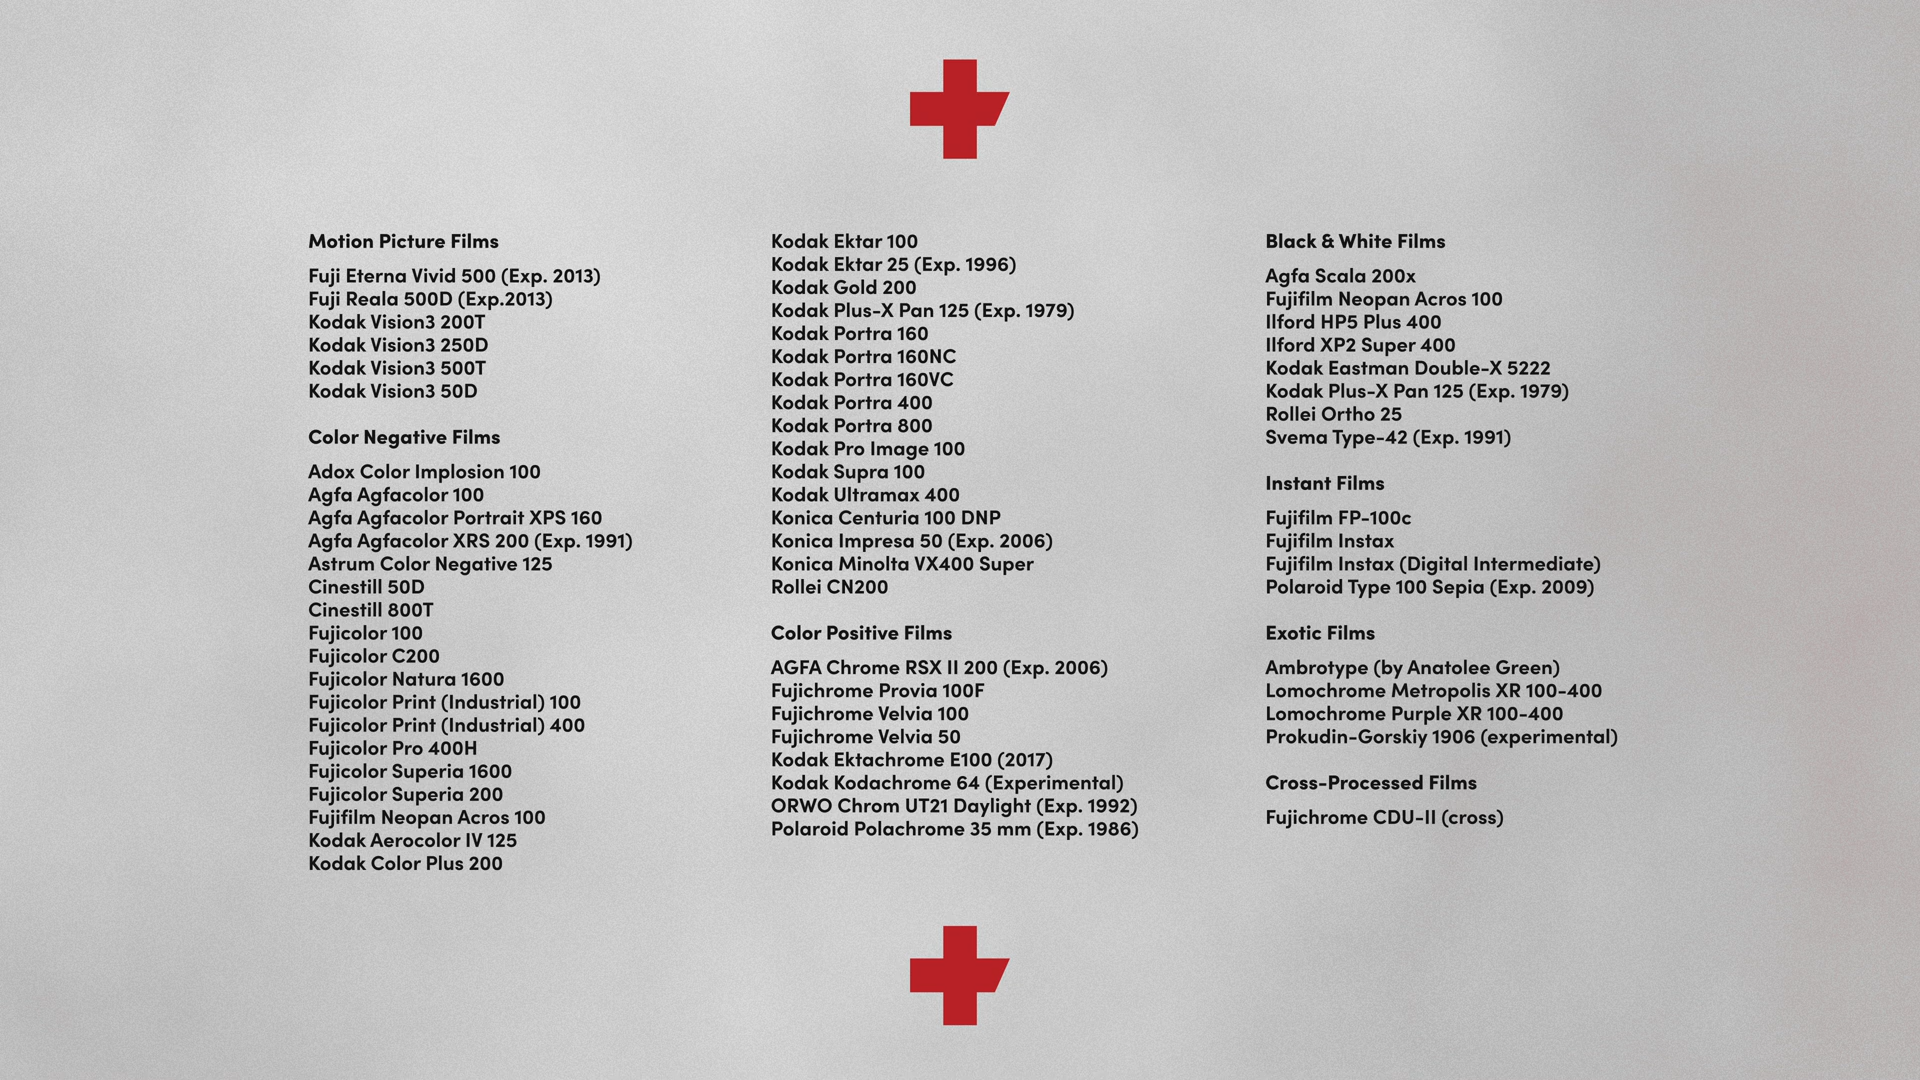 Motion Picture Films
Fuji Eterna Vivid 500 (Exp. 2013)
Fuji Reala 500D (Exp.2013)
Kodak Vision3 200T
Kodak Vision3 250D
Kodak Vision3 500T
Kodak Vision3 50D
Color Negative Films
Adox Color Implosion 100
Agfa Agfacolor 100
Agfa Agfacolor Portrait XPS 160
Agfa Agfacolor XRS 200 (Exp. 1991)
Astrum Color Negative 125
Cinestill 50D
Cinestill 800T
Fujicolor 100
Fujicolor C200
Fujicolor Natura 1600
Fujicolor Print (Industrial) 100
Fujicolor Print (Industrial) 400
Fujicolor Pro 400H
Fujicolor Superia 1600
Fujicolor Superia 200
Fujifilm Neopan Acros 100
Kodak Aerocolor IV 125
Kodak Color Plus 200
Kodak Ektar 100
Kodak Ektar 25 (Exp. 1996)
Kodak Gold 200
Kodak Plus-X Pan 125 (Exp. 1979)
Kodak Portra 160
Kodak Portra 160NC
Kodak Portra 160VC
Kodak Portra 400
Kodak Portra 800
Kodak Pro Image 100
Kodak Supra 100
Kodak Ultramax 400
Konica Centuria 100 DNP
Konica Impresa 50 (Exp. 2006)
Konica Minolta VX400 Super
Rollei CN200
Color Positive Films
AGFA Chrome RSX II 200 (Exp. 2006)
Fujichrome Provia 100F
Fujichrome Velvia 100
Fujichrome Velvia 50
Kodak Ektachrome E100 (2017)
Kodak Kodachrome 64 (Experimental)
ORWO Chrom UT21 Daylight (Exp. 1992)
Polaroid Polachrome 35 mm (Exp. 1986)
Black & White Films
Agfa Scala 200x
Fujifilm Neopan Acros 100
Ilford HP5 Plus 400
Ilford XP2 Super 400
Kodak Eastman Double-X 5222
Kodak Plus-X Pan 125 (Exp. 1979)
Rollei Ortho 25
Svema Type-42 (Exp. 1991)
Instant Films
Fujifilm FP-100c
Fujifilm Instax
Fujifilm Instax (Digital Intermediate)
Polaroid Type 100 Sepia (Exp. 2009)
Exotic Films
Ambrotype (by Anatolee Green)
Lomochrome Metropolis XR 100-400
Lomochrome Purple XR 100-400
Prokudin-Gorskiy 1906 (experimental)
Cross-Processed Films
Fujichrome CDU-II (cross)